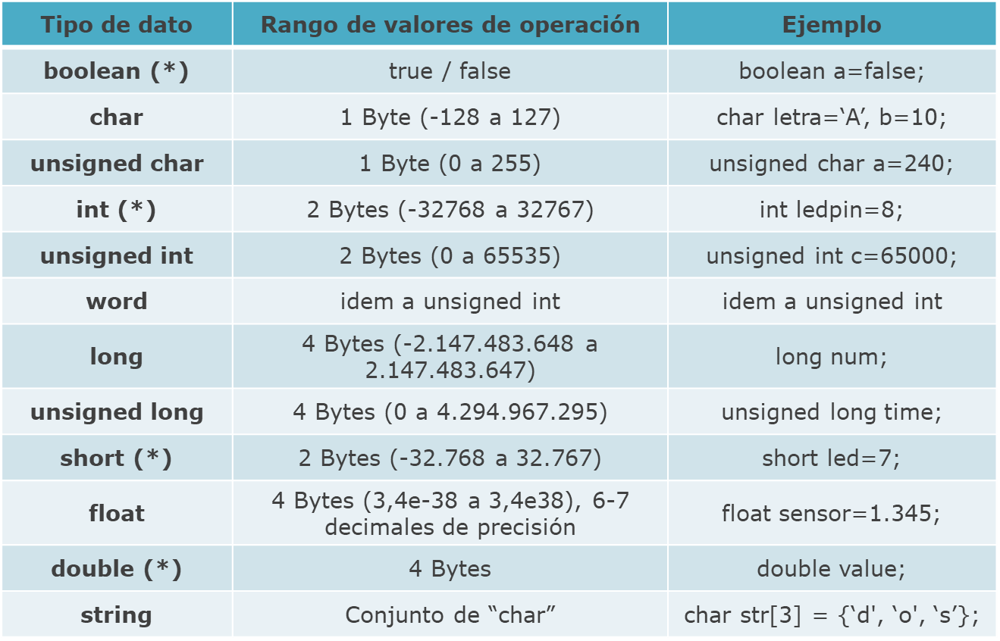 Tipo de dato Rango de valores de operación Ejemplo
boolean (*) true / false boolean a=false;
char 1 Byte (-128 a 127) char letra=‘A’, b=10;
unsigned char 1 Byte (0 a 255) unsigned char a=240;
int (*) 2 Bytes (-32768 a 32767) int ledpin=8;
unsigned int 2 Bytes (0 a 65535) unsigned int c=65000;
word idem a unsigned int idem a unsigned int
long 4 Bytes (-2.147.483.648 a
2.147.483.647) long num;
unsigned long 4 Bytes (0 a 4.294.967.295) unsigned long time;
short (*) 2 Bytes (-32.768 a 32.767) short led=7;
float 4 Bytes (3,4e-38 a 3,4e38), 6-7
decimales de precisión float sensor=1.345;
double (*) 4 Bytes double value;
string Conjunto de “char” char str[3] = {‘d', ‘o', ‘s’};